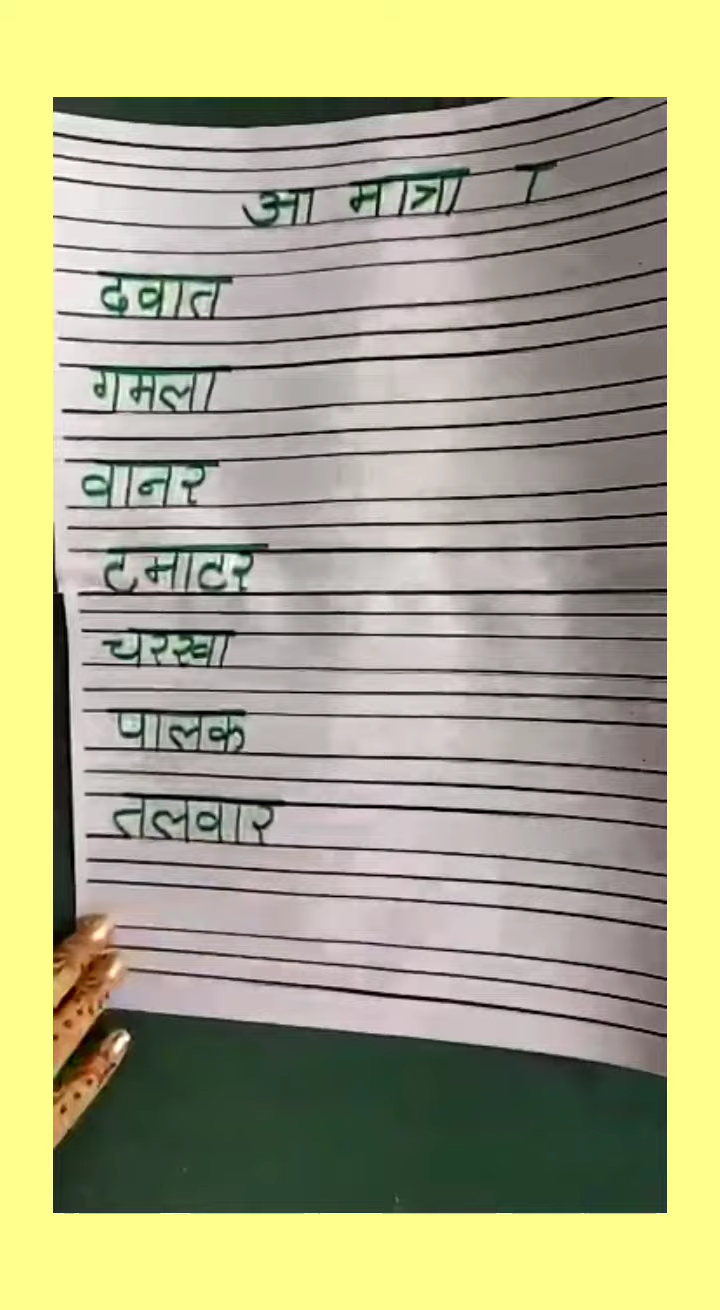 आ मात्रा ा
दवात
गमला
वानर
टमाटर
चरखा
पालक
तलवार